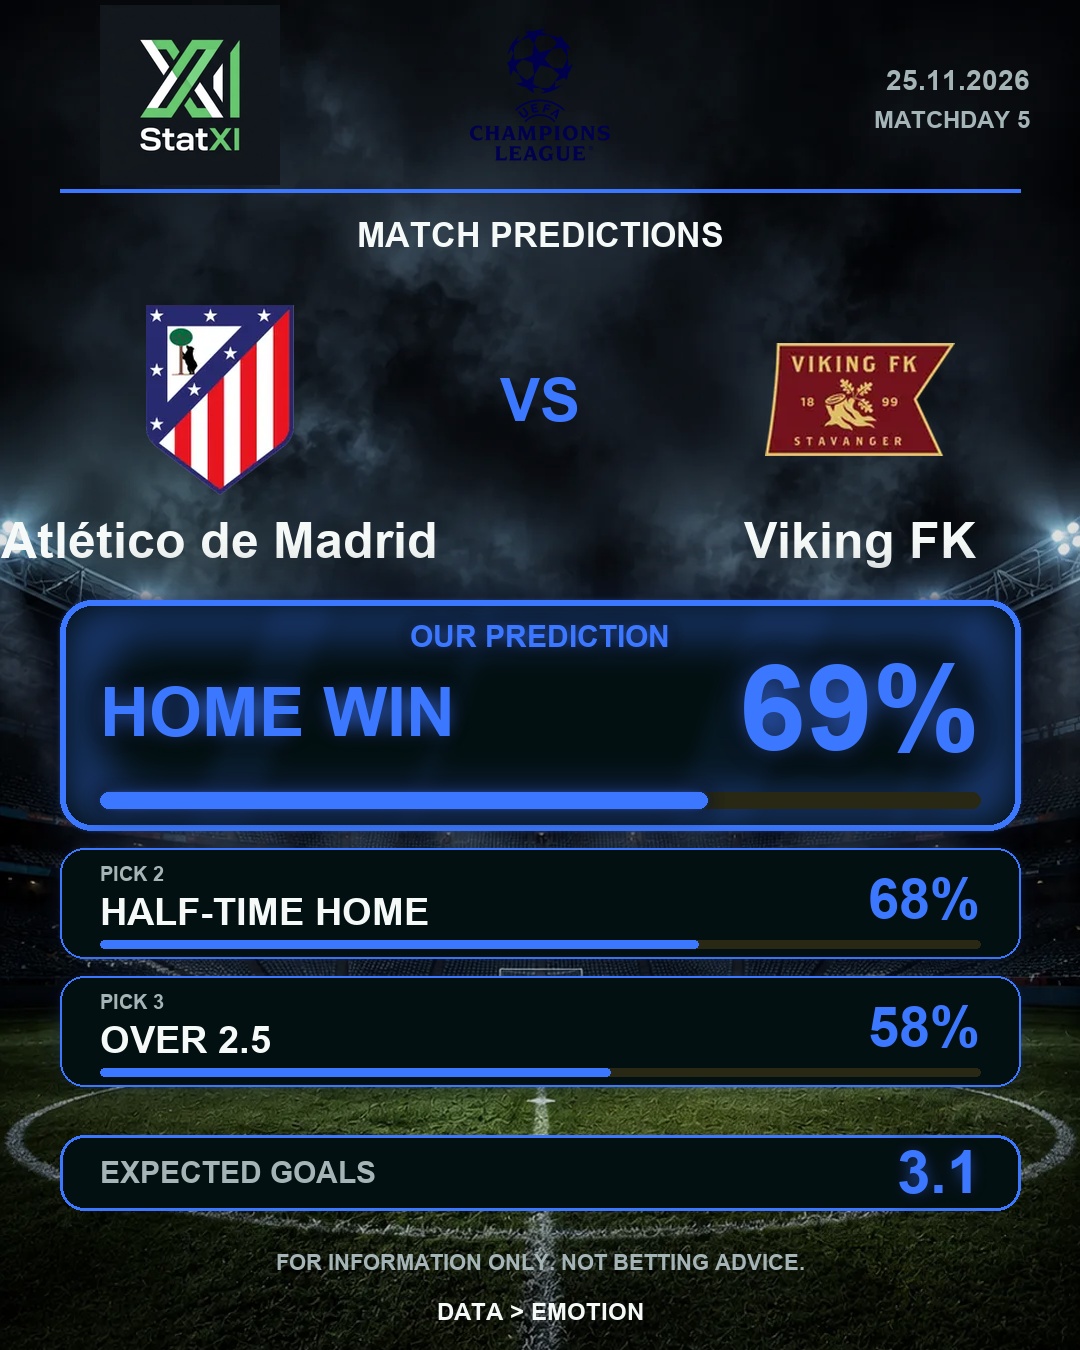 StatXI
UEFA
CHAMPIONS
LEAGUE
25.11.2026
MATCHDAY 5
MATCH PREDICTIONS
VS
VIKING FK
18 99
STAVANGER
Atlético de Madrid
Viking FK
OUR PREDICTION
HOME WIN
69%
PICK 2
HALF-TIME HOME
68%
PICK 3
OVER 2.5
58%
EXPECTED GOALS
3.1
FOR INFORMATION ONLY. NOT BETTING ADVICE.
DATA > EMOTION